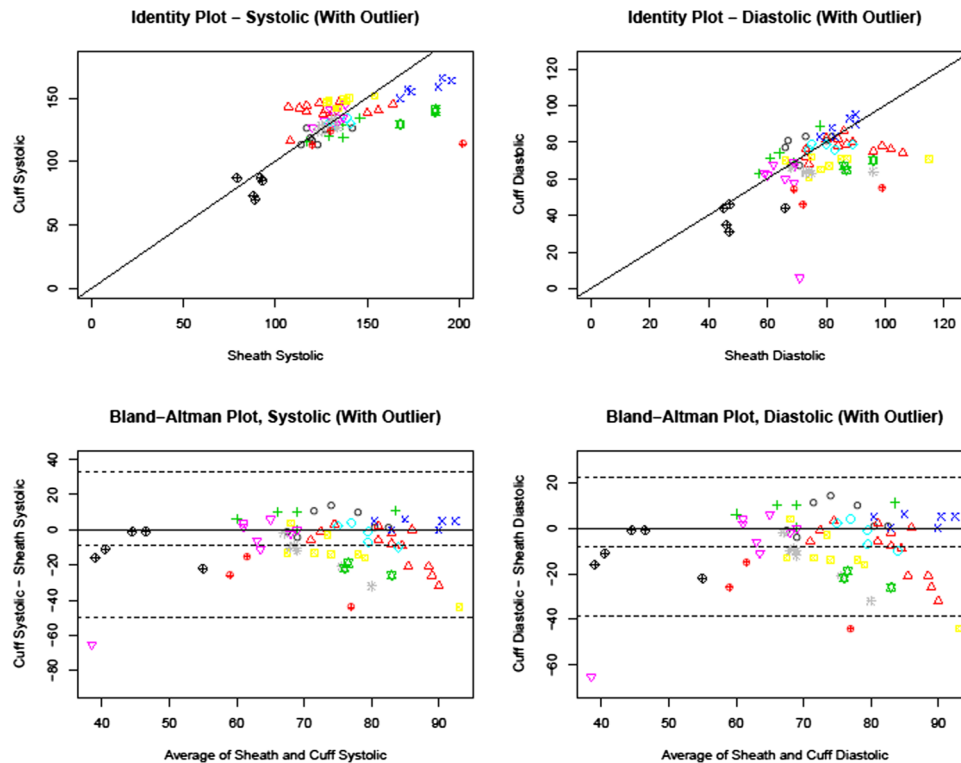 Identity Plot – Systolic (With Outlier)
Cuff Systolic
150
100
50
0
0 50 100 150 200
Sheath Systolic
Identity Plot – Diastolic (With Outlier)
Cuff Diastolic
120
80
60
40
20
0
0 20 40 60 80 100 120
Sheath Diastolic
Bland–Altman Plot, Systolic (With Outlier)
Cuff Systolic – Sheath Systolic
40
20
0
−20
−40
−60
−80
40 50 60 70 80 90
Average of Sheath and Cuff Systolic
Bland–Altman Plot, Diastolic (With Outlier)
Cuff Diastolic – Sheath Diastolic
20
0
−20
−40
−60
40 50 60 70 80 90
Average of Sheath and Cuff Diastolic